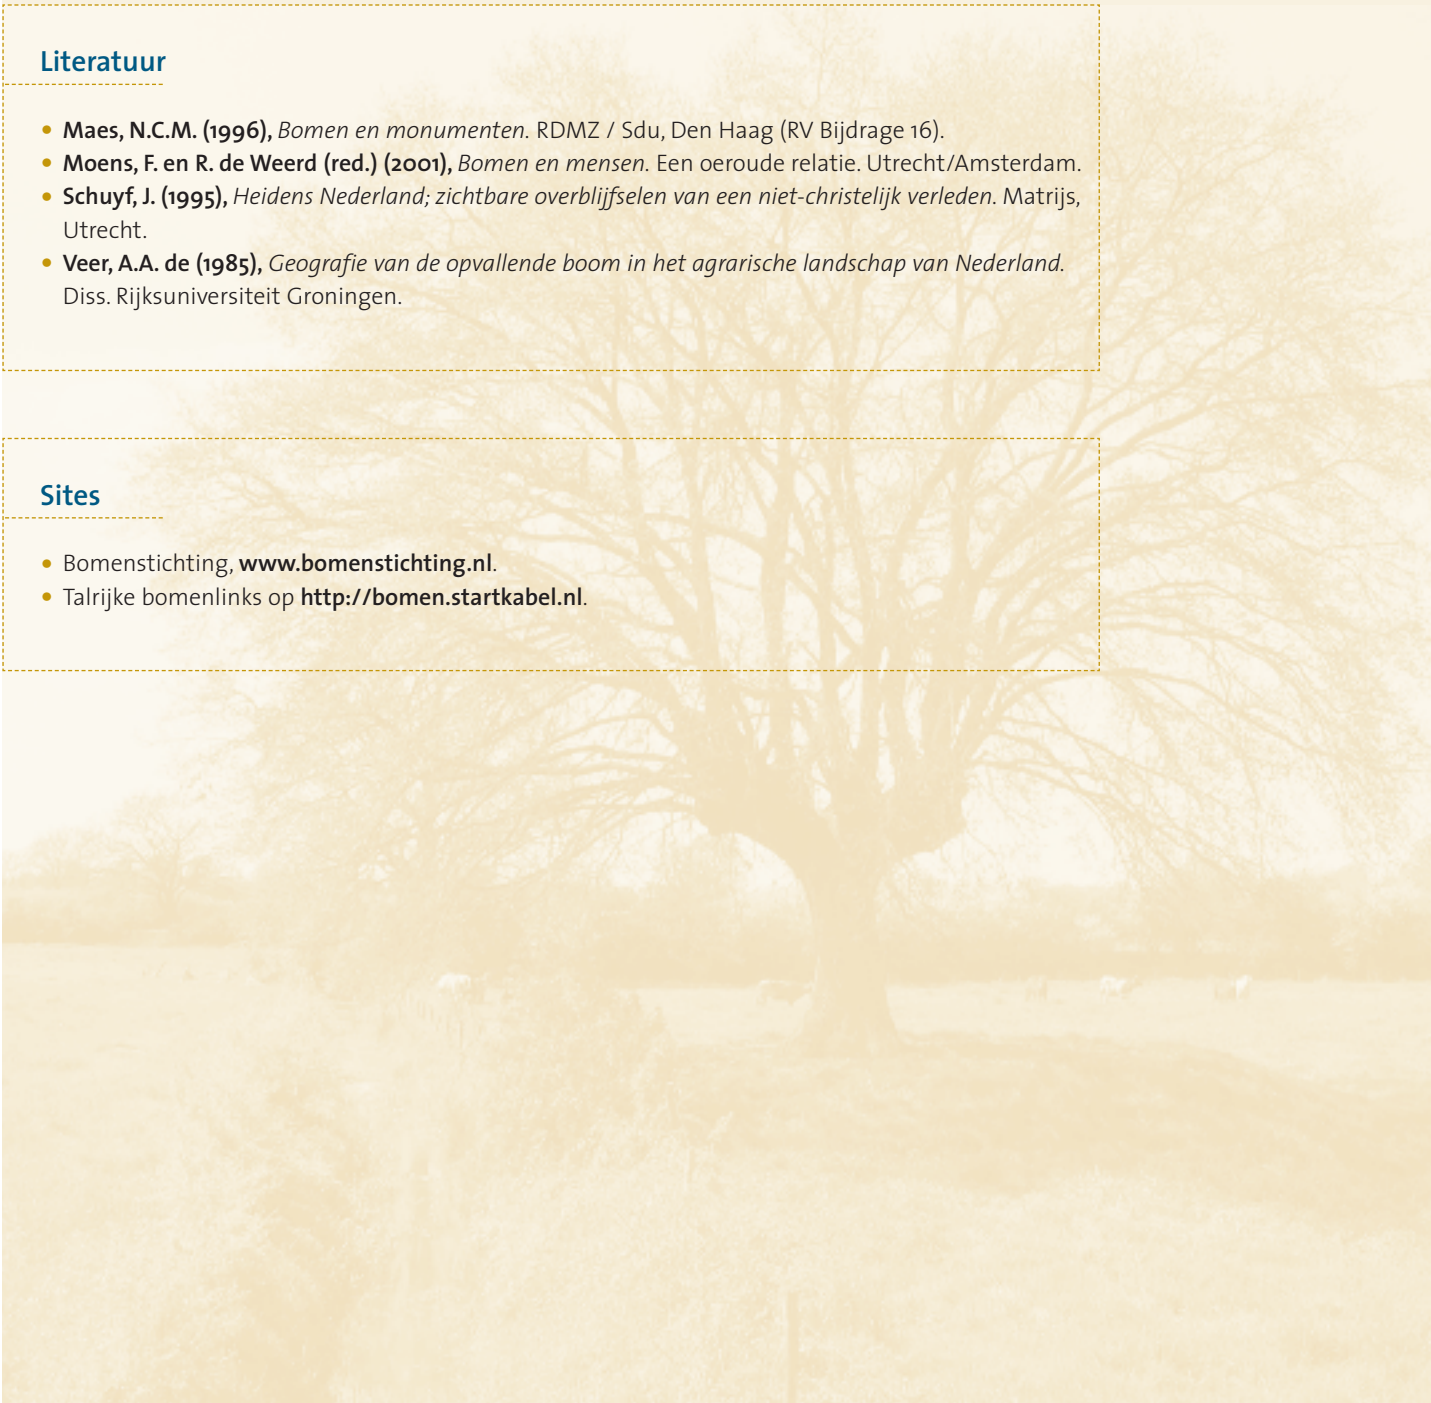 Literatuur
• Maes, N.C.M. (1996), Bomen en monumenten. RDMZ / Sdu, Den Haag (RV Bijdrage 16).
• Moens, F. en R. de Weerd (red.) (2001), Bomen en mensen. Een oeroude relatie. Utrecht/Amsterdam.
• Schuyf, J. (1995), Heidens Nederland; zichtbare overblijfselen van een niet-christelijk verleden. Matrijs,
Utrecht.
• Veer, A.A. de (1985), Geografie van de opvallende boom in het agrarische landschap van Nederland.
Diss. Rijksuniversiteit Groningen.
Sites
• Bomenstichting, www.bomenstichting.nl.
• Talrijke bomenlinks op http://bomen.startkabel.nl.